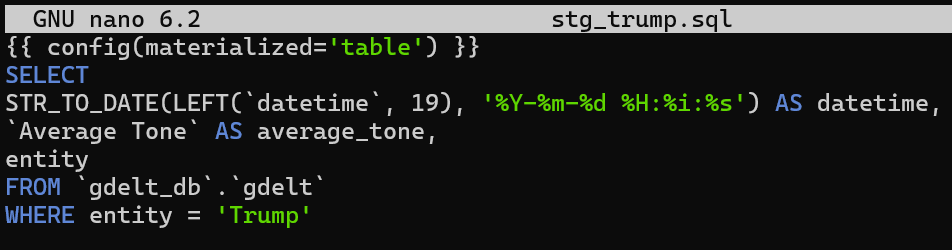 GNU nano 6.2 stg_trump.sql
{{ config(materialized='table') }}
SELECT
STR_TO_DATE(LEFT(`datetime`, 19), '%Y-%m-%d %H:%i:%s') AS datetime,
`Average Tone` AS average_tone,
entity
FROM `gdelt_db`.`gdelt`
WHERE entity = 'Trump'